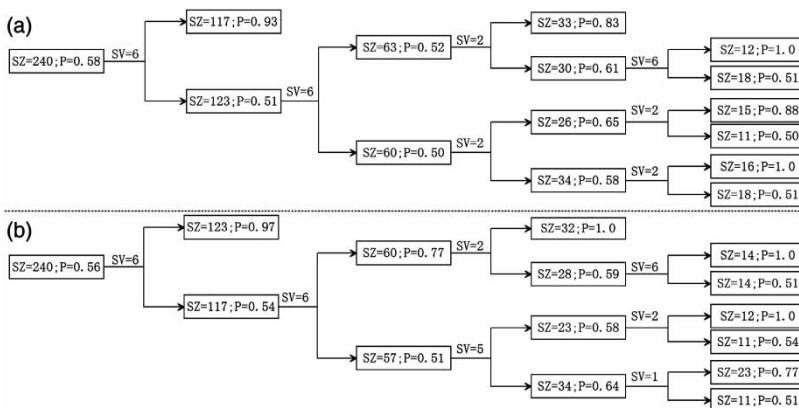 (a)
SZ=240;P=0.58
SV=6
SZ=117;P=0.93
SZ=123;P=0.51
SV=6
SZ=63;P=0.52
SV=2
SZ=33;P=0.83
SZ=30;P=0.61
SV=6
SZ=12;P=1.0
SZ=18;P=0.51
SZ=60;P=0.50
SV=2
SZ=26;P=0.65
SV=2
SZ=15;P=0.88
SZ=11;P=0.50
SZ=34;P=0.58
SV=2
SZ=16;P=1.0
SZ=18;P=0.51
(b)
SZ=240;P=0.56
SV=6
SZ=123;P=0.97
SZ=117;P=0.54
SV=6
SZ=60;P=0.77
SV=2
SZ=32;P=1.0
SZ=28;P=0.59
SV=6
SZ=14;P=1.0
SZ=14;P=0.51
SZ=57;P=0.51
SV=5
SZ=23;P=0.58
SV=2
SZ=12;P=1.0
SZ=11;P=0.54
SZ=34;P=0.64
SV=1
SZ=23;P=0.77
SZ=11;P=0.51